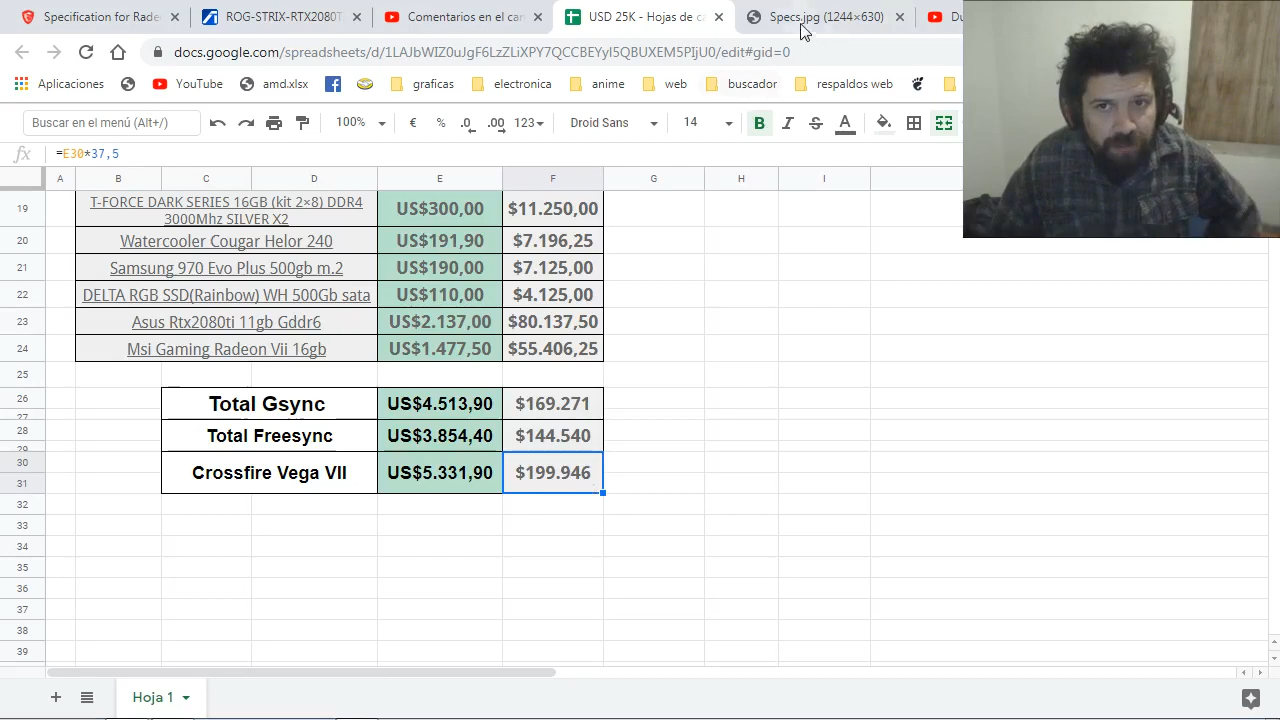 Specification for Rade
ROG-STRIX-RTX2080T
Comentarios en el can
USD 25K - Hojas de ca
Specs.jpg (1244×630)
Du
docs.google.com/spreadsheets/d/1LAJbWIZ0uJgF6LzZLiXPY7QCCBEYyI5QBUXEM5PIjU0/edit#gid=0
Aplicaciones
YouTube
amd.xlsx
graficas
electronica
anime
web
buscador
respaldos web
Buscar en el menú (Alt+/)
100%
€
%
.0
.00
123
Droid Sans
14
B
I
S
A
fx
=E30*37,5
A B C D E F G H I
19 T-FORCE DARK SERIES 16GB (kit 2×8) DDR4 3000Mhz SILVER X2 US$300,00 $11.250,00
20 Watercooler Cougar Helor 240 US$191,90 $7.196,25
21 Samsung 970 Evo Plus 500gb m.2 US$190,00 $7.125,00
22 DELTA RGB SSD(Rainbow) WH 500Gb sata US$110,00 $4.125,00
23 Asus Rtx2080ti 11gb Gddr6 US$2.137,00 $80.137,50
24 Msi Gaming Radeon Vii 16gb US$1.477,50 $55.406,25
25
26 Total Gsync US$4.513,90 $169.271
27
28 Total Freesync US$3.854,40 $144.540
29
30 Crossfire Vega VII US$5.331,90 $199.946
31
32
33
34
35
36
37
38
39
Hoja 1